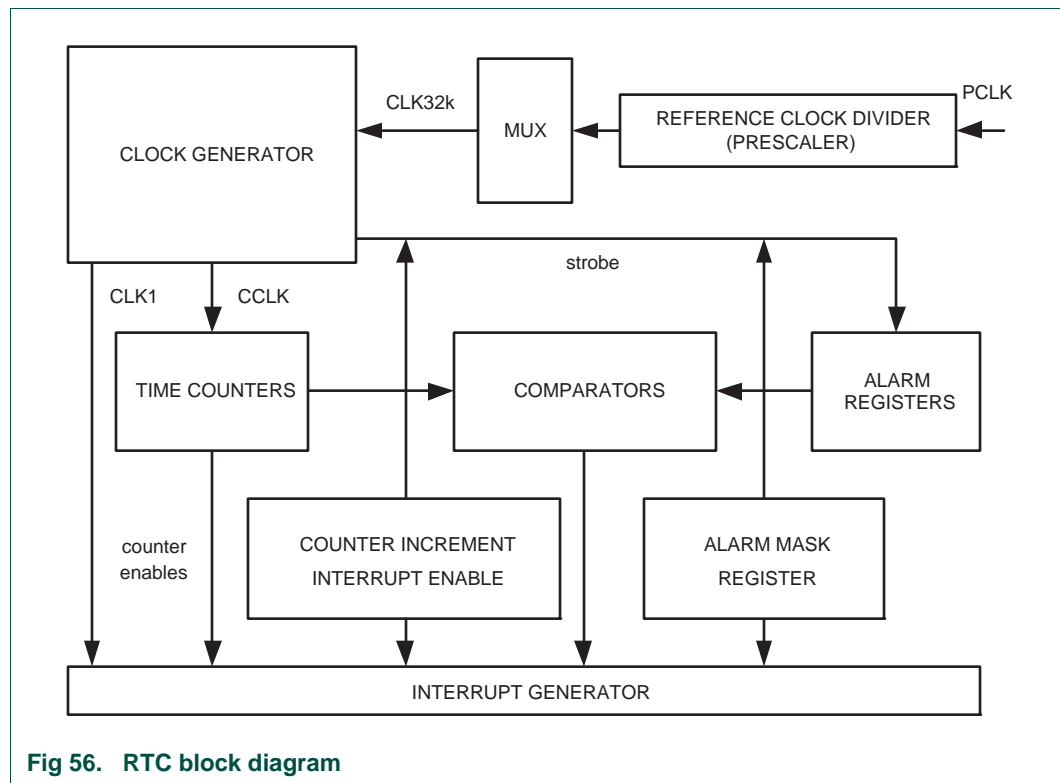 CLK32k
PCLK
MUX
REFERENCE CLOCK DIVIDER
(PRESCALER)
CLOCK GENERATOR
strobe
CLK1
CCLK
TIME COUNTERS
COMPARATORS
ALARM
REGISTERS
counter
enables
COUNTER INCREMENT
INTERRUPT ENABLE
ALARM MASK
REGISTER
INTERRUPT GENERATOR
Fig 56. RTC block diagram